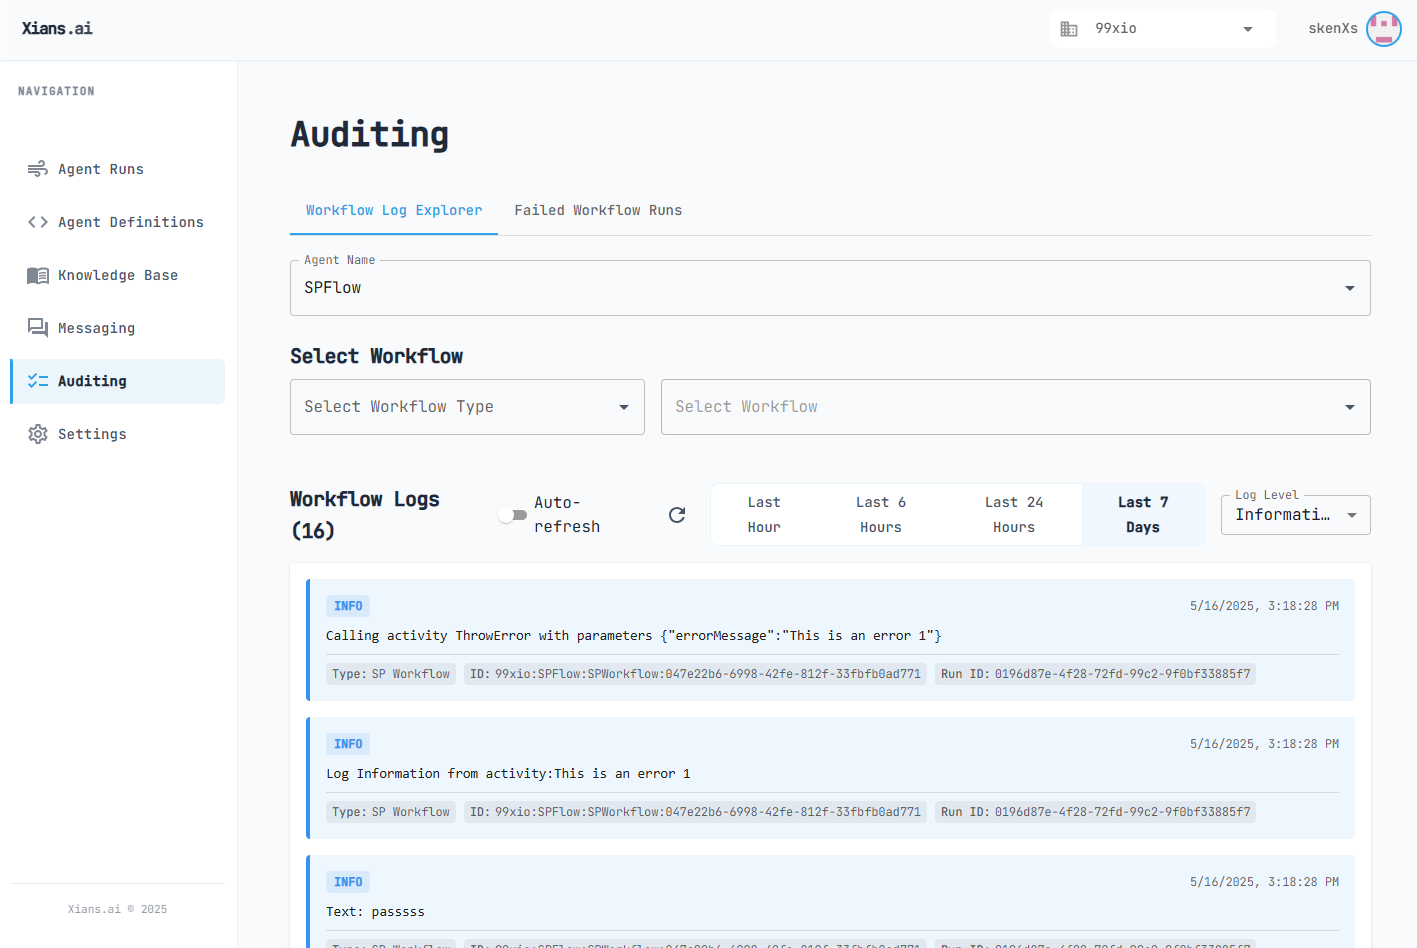 Xians.ai
99xio
skenXs
NAVIGATION
Agent Runs
Agent Definitions
Knowledge Base
Messaging
Auditing
Settings
Xians.ai © 2025
Auditing
Workflow Log Explorer
Failed Workflow Runs
Agent Name
SPFlow
Select Workflow
Select Workflow Type
Select Workflow
Workflow Logs
(16)
Auto-
refresh
Last
Hour
Last 6
Hours
Last 24
Hours
Last 7
Days
Log Level
Informati…
INFO
5/16/2025, 3:18:28 PM
Calling activity ThrowError with parameters {"errorMessage":"This is an error 1"}
Type: SP Workflow
ID: 99xio:SPFlow:SPWorkflow:047e22b6-6998-42fe-812f-33fbfb0ad771
Run ID: 0196d87e-4f28-72fd-99c2-9f0bf33885f7
INFO
5/16/2025, 3:18:28 PM
Log Information from activity:This is an error 1
Type: SP Workflow
ID: 99xio:SPFlow:SPWorkflow:047e22b6-6998-42fe-812f-33fbfb0ad771
Run ID: 0196d87e-4f28-72fd-99c2-9f0bf33885f7
INFO
5/16/2025, 3:18:28 PM
Text: passsss